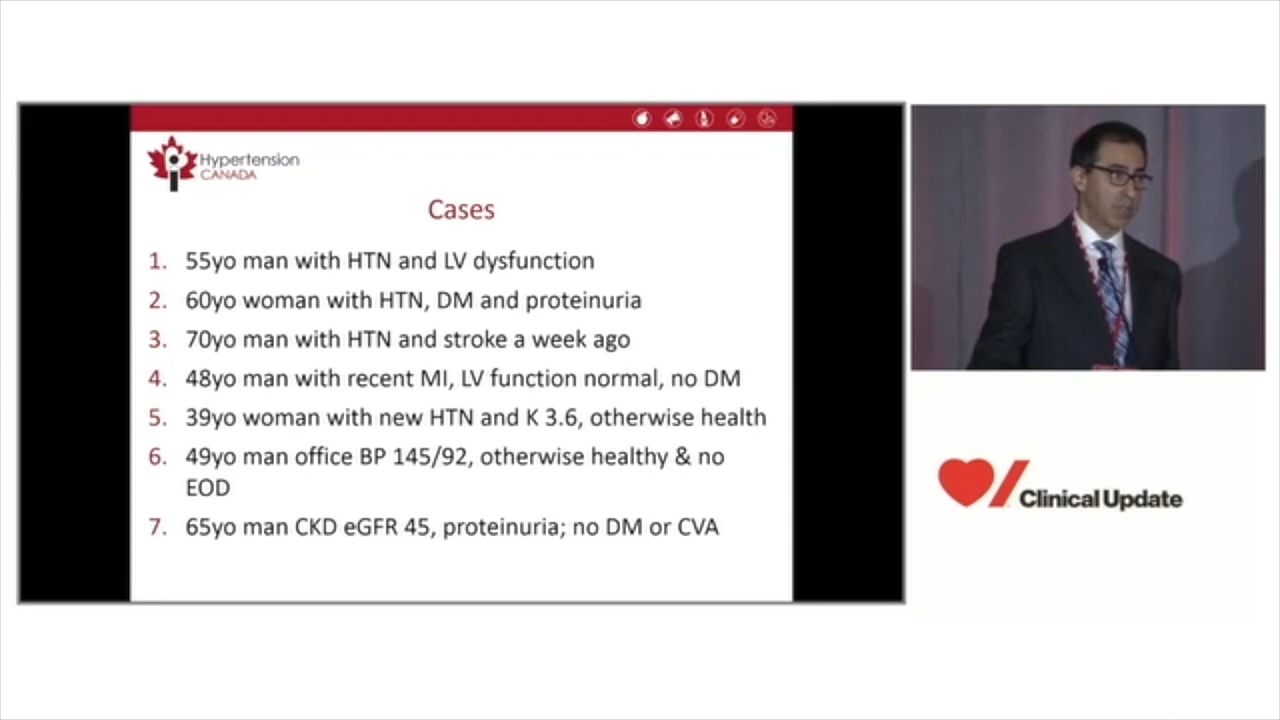 Hypertension
CANADA
Cases
1. 55yo man with HTN and LV dysfunction
2. 60yo woman with HTN, DM and proteinuria
3. 70yo man with HTN and stroke a week ago
4. 48yo man with recent MI, LV function normal, no DM
5. 39yo woman with new HTN and K 3.6, otherwise health
6. 49yo man office BP 145/92, otherwise healthy & no
EOD
7. 65yo man CKD eGFR 45, proteinuria; no DM or CVA
Clinical Update